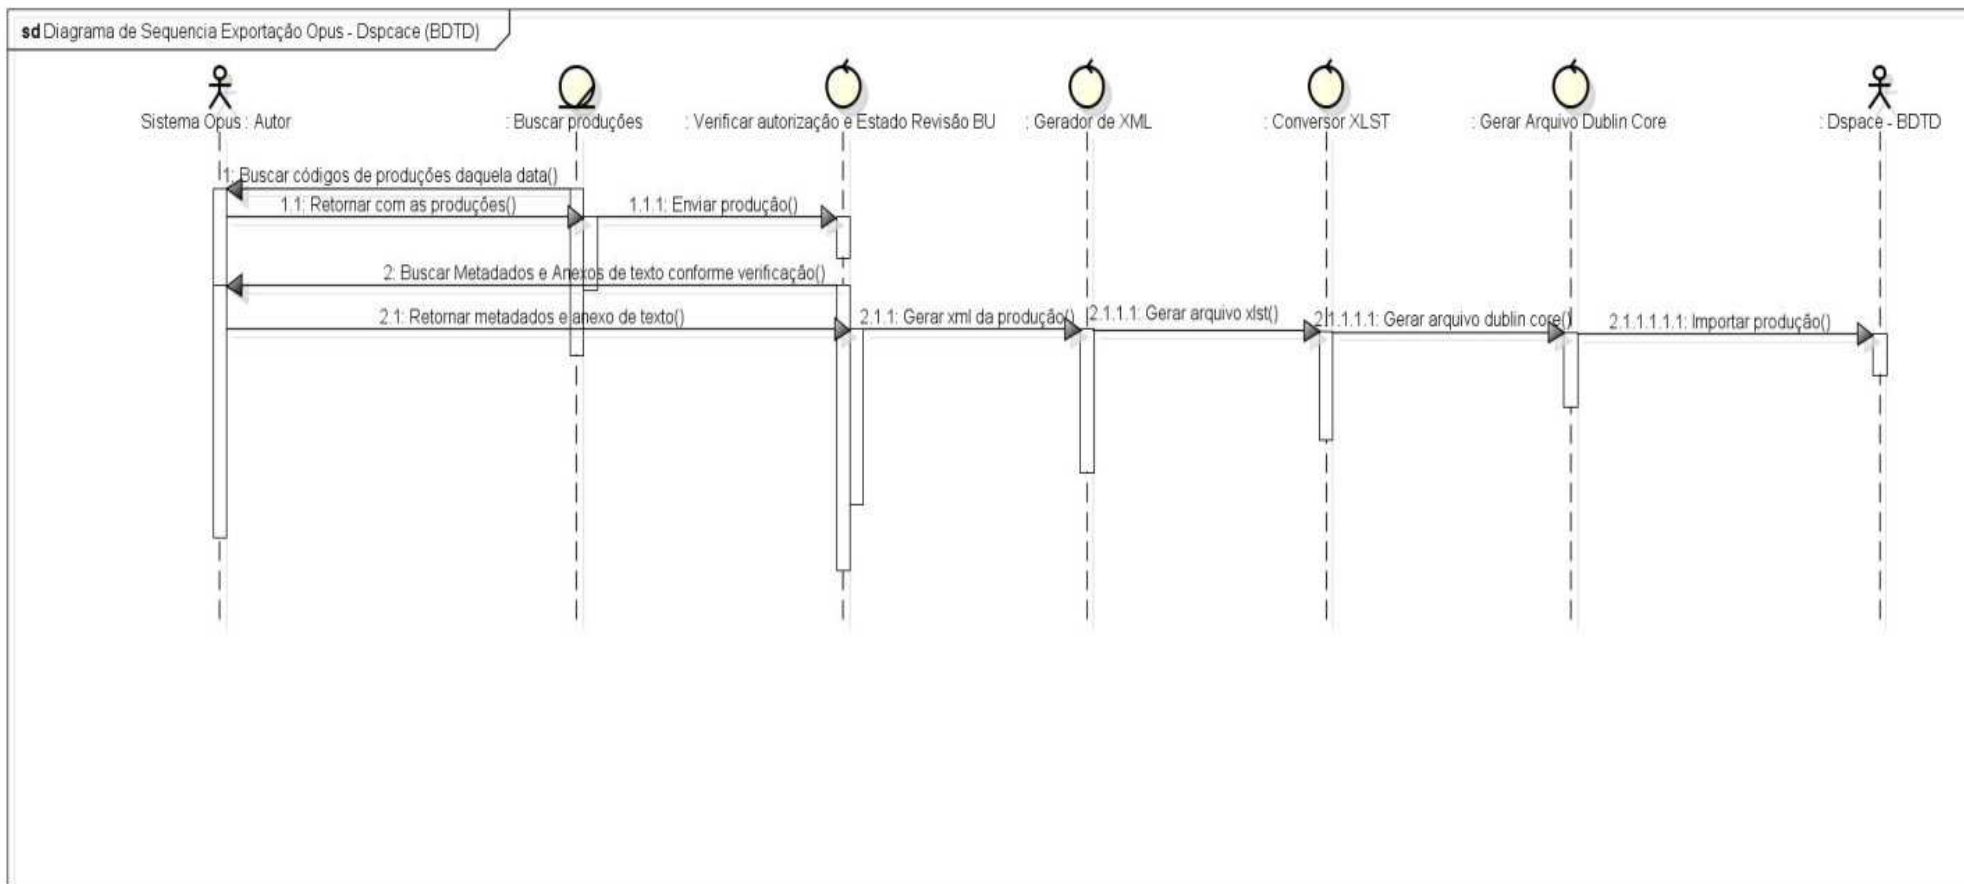 sd Diagrama de Sequencia Exportação Opus - Dspcace (BDTD)
Sistema Opus : Autor
: Buscar produções
: Verificar autorização e Estado Revisão BU
: Gerador de XML
: Conversor XLST
: Gerar Arquivo Dublin Core
: Dspace - BDTD
1: Buscar códigos de produções daquela data()
1.1: Retornar com as produções()
1.1.1: Enviar produção()
2: Buscar Metadados e Anexos de texto conforme verificação()
2.1: Retornar metadados e anexo de texto()
2.1.1: Gerar xml da produção()
2.1.1.1: Gerar arquivo xlst()
2.1.1.1.1: Gerar arquivo dublin core()
2.1.1.1.1.1: Importar produção()